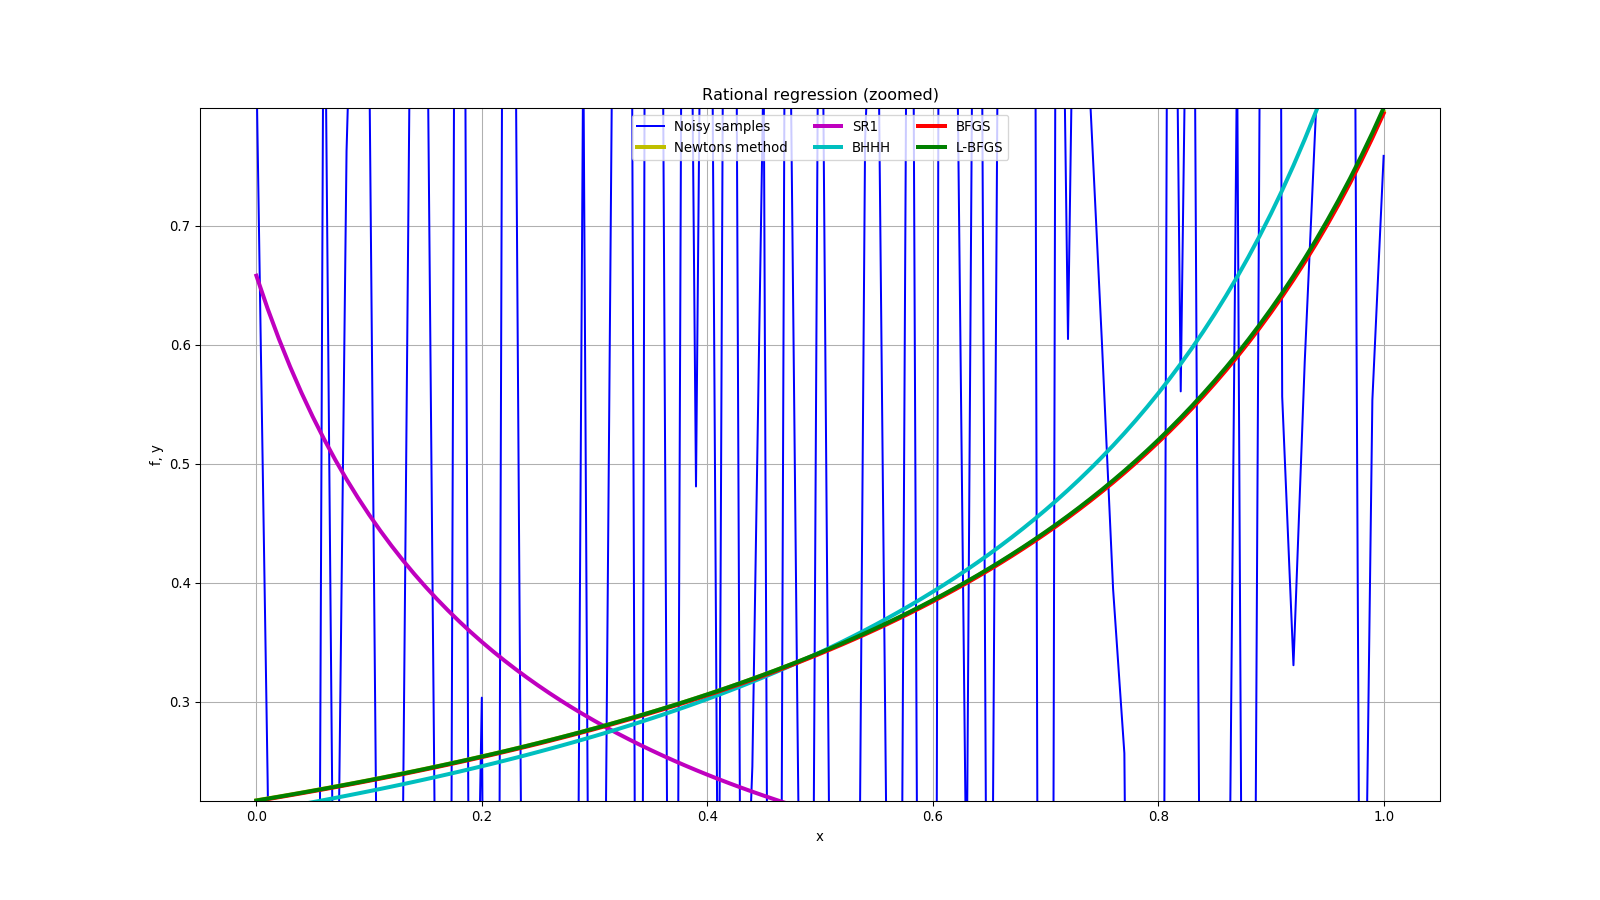 Rational regression (zoomed)
Noisy samples
Newtons method
SR1
BHHH
BFGS
L-BFGS
f, y
0.7
0.6
0.5
0.4
0.3
0.0 0.2 0.4 0.6 0.8 1.0
x